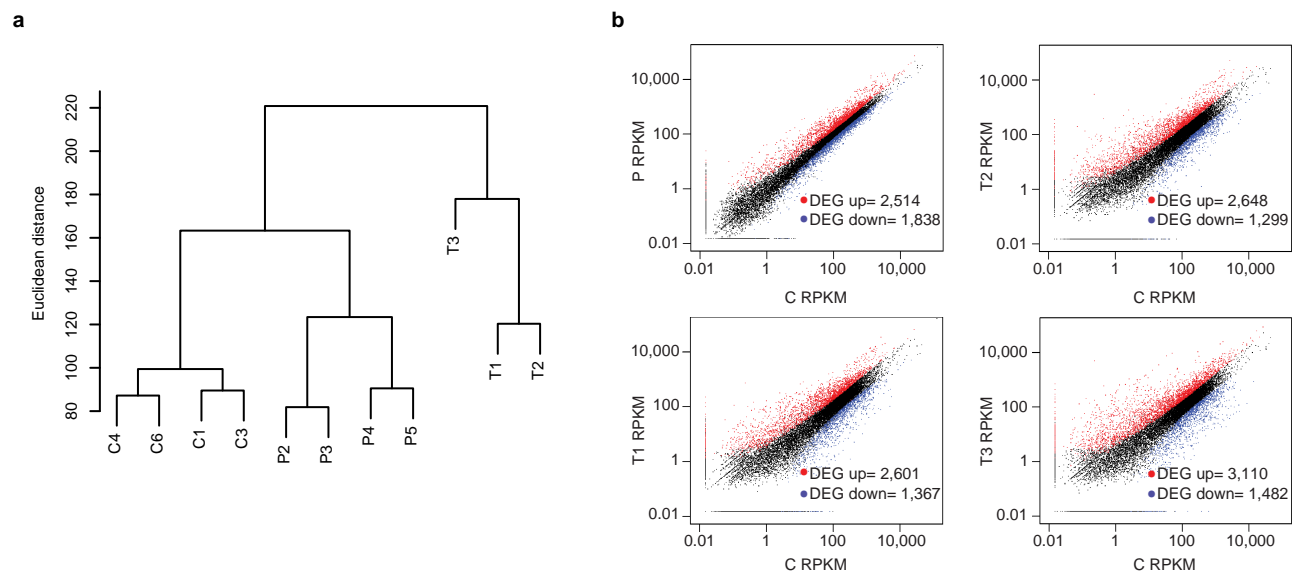 a
Euclidean distance
220
200
180
160
140
120
100
80
C4
C6
C1
C3
P2
P3
P4
P5
T3
T1
T2
b
P RPKM
10,000
100
1
0.01
DEG up= 2,514
DEG down= 1,838
0.01 1 100 10,000
C RPKM
T2 RPKM
10,000
100
1
0.01
DEG up= 2,648
DEG down= 1,299
0.01 1 100 10,000
C RPKM
T1 RPKM
10,000
100
1
0.01
DEG up= 2,601
DEG down= 1,367
0.01 1 100 10,000
C RPKM
T3 RPKM
10,000
100
1
0.01
DEG up= 3,110
DEG down= 1,482
0.01 1 100 10,000
C RPKM